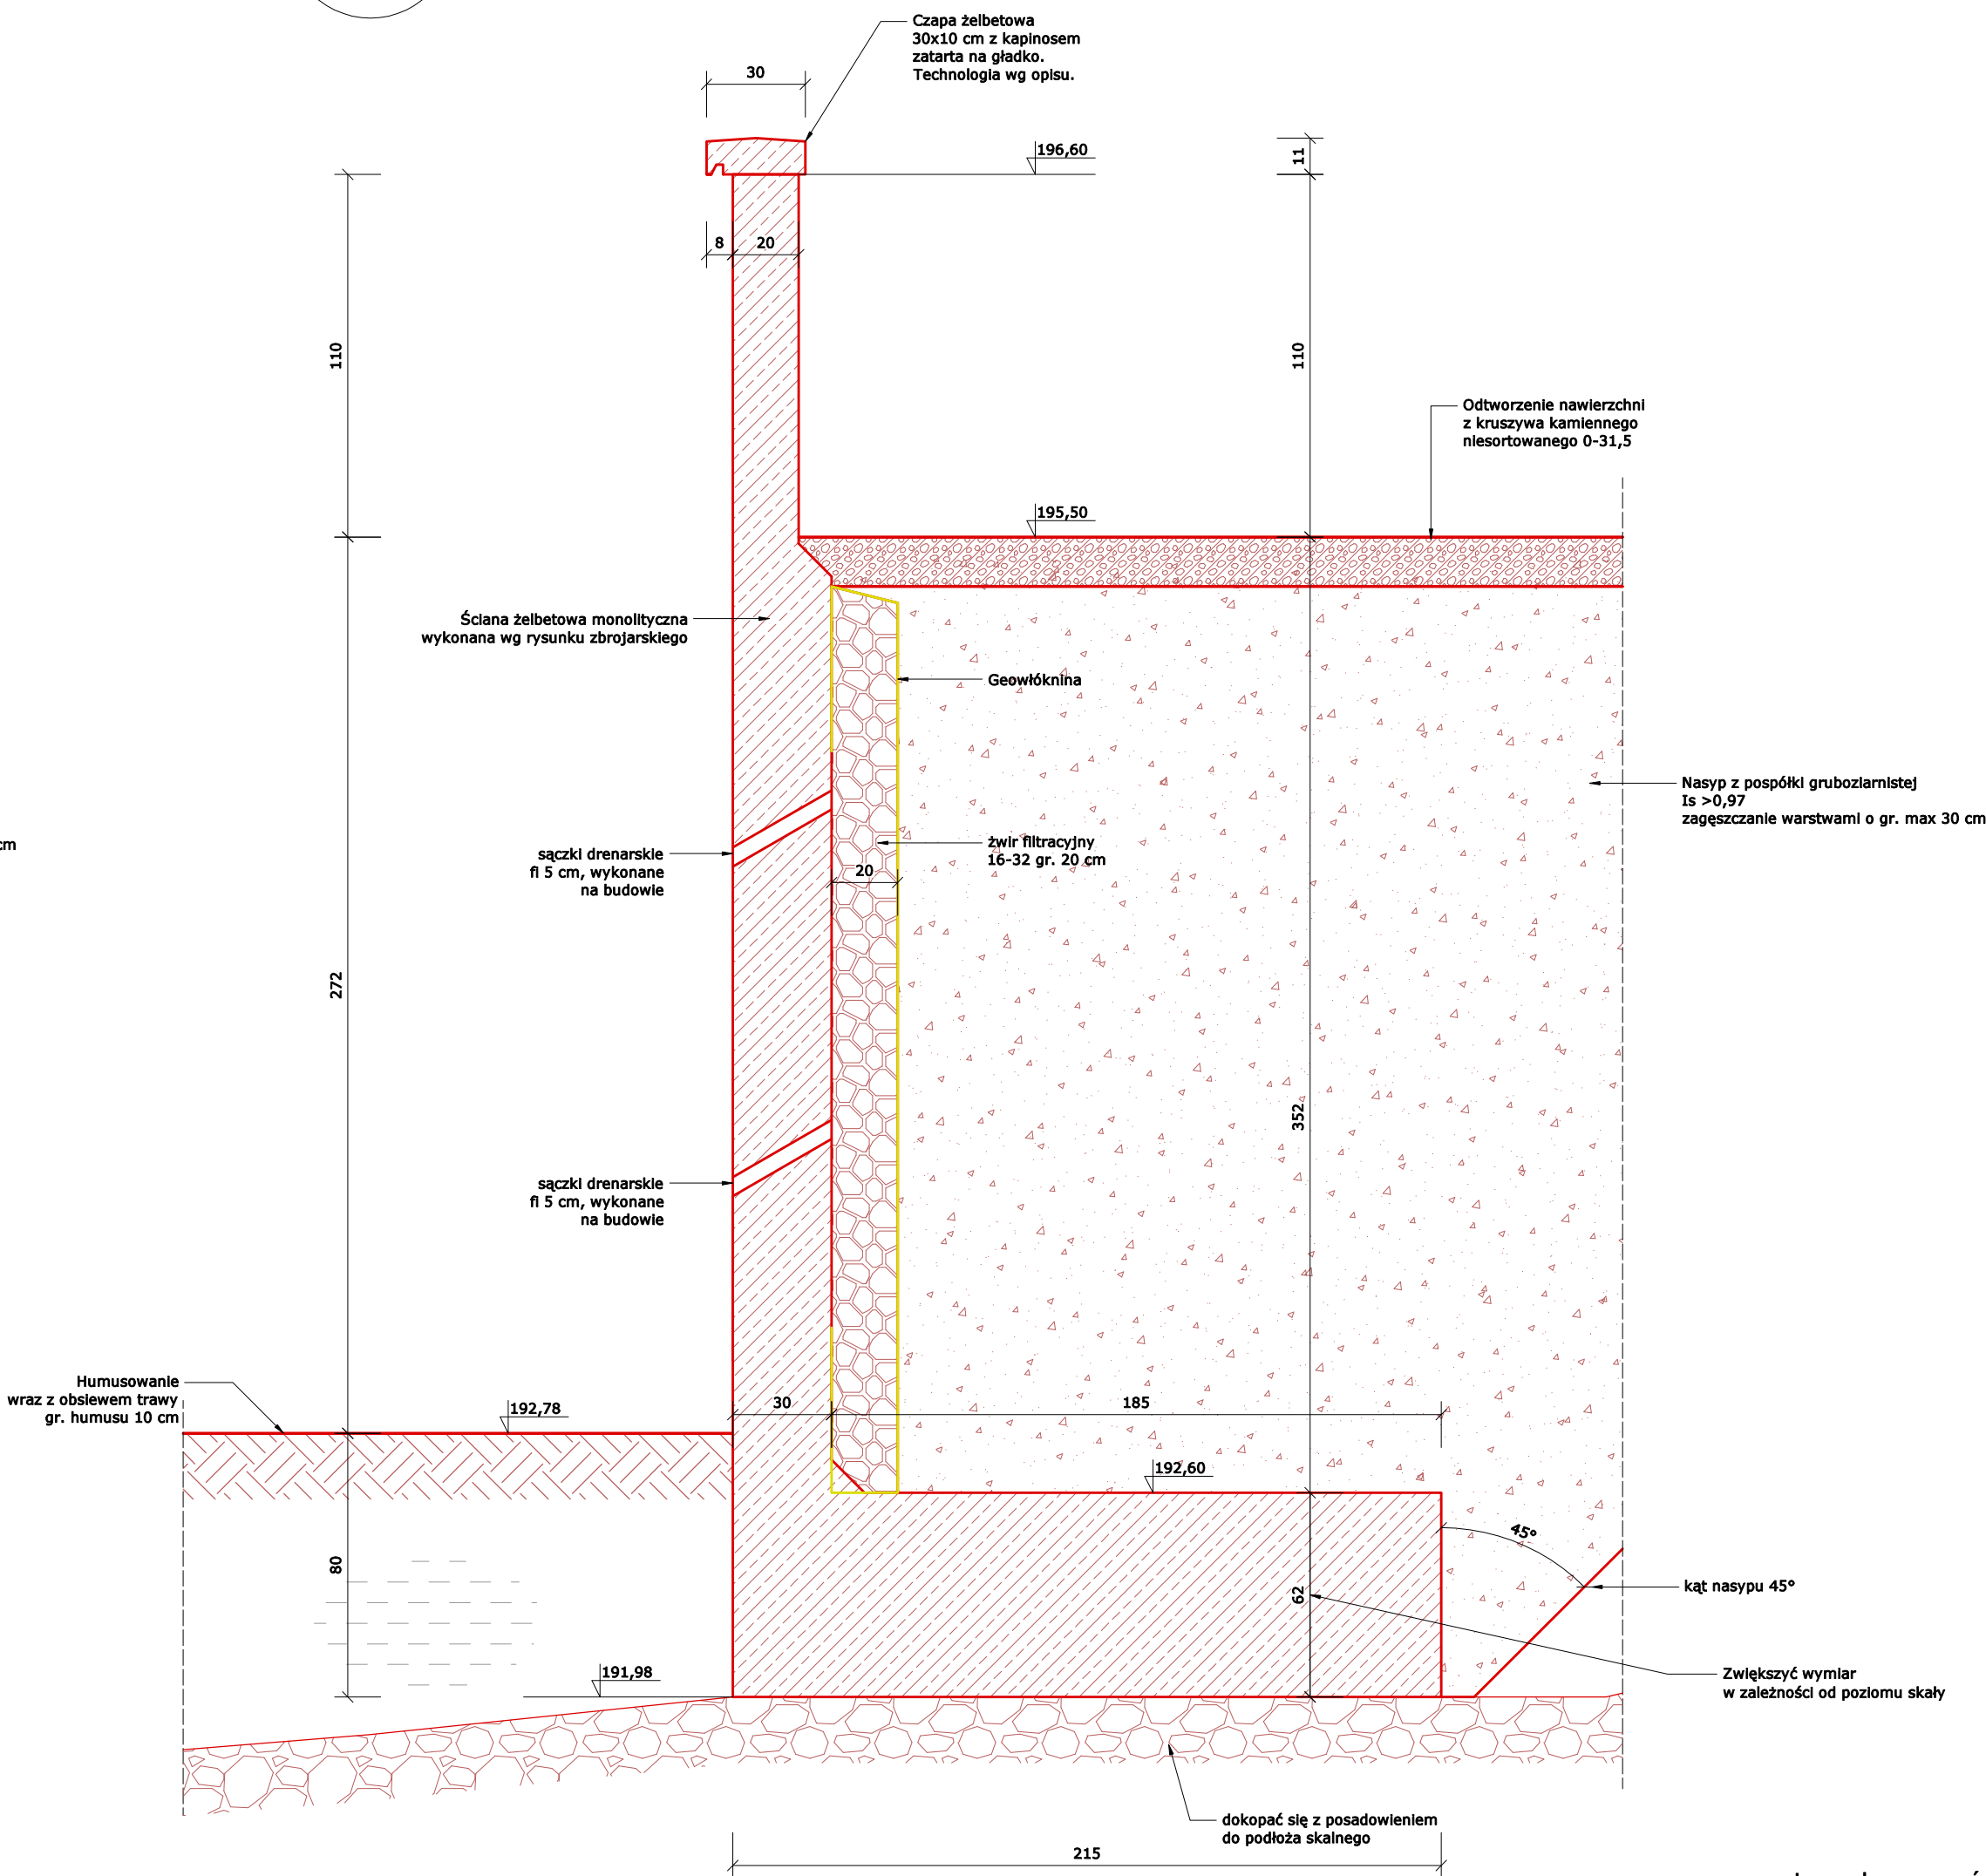 Czapa żelbetowa
30x10 cm z kapinosem
zatarta na gładko.
Technologia wg opisu.
30
196,60
11
8
20
110
110
Odtworzenie nawierzchni
z kruszywa kamiennego
niesortowanego 0-31,5
195,50
Ściana żelbetowa monolityczna
wykonana wg rysunku zbrojarskiego
Geowłóknina
Nasyp z pospółki gruboziarnistej
Is >0,97
zagęszczanie warstwami o gr. max 30 cm
cm
sączki drenarskie
fi 5 cm, wykonane
na budowie
żwir filtracyjny
16-32 gr. 20 cm
20
272
352
sączki drenarskie
fi 5 cm, wykonane
na budowie
Humusowanie
wraz z obsiewem trawy
gr. humusu 10 cm
192,78
30
185
192,60
45°
80
62
kąt nasypu 45°
191,98
Zwiększyć wymiar
w zależności od poziomu skały
dokopać się z posadowieniem
do podłoża skalnego
215